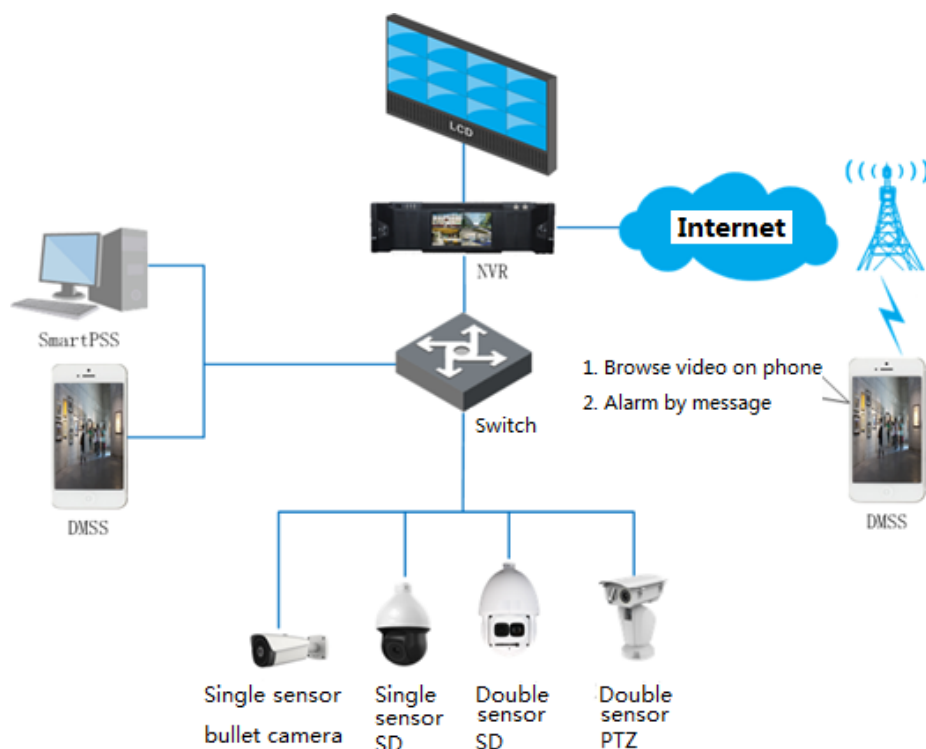 LCD
NVR
Internet
SmartPSS
1. Browse video on phone
2. Alarm by message
Switch
DMSS
DMSS
Single sensor
bullet camera
Single
sensor
SD
Double
sensor
SD
Double
sensor
PTZ